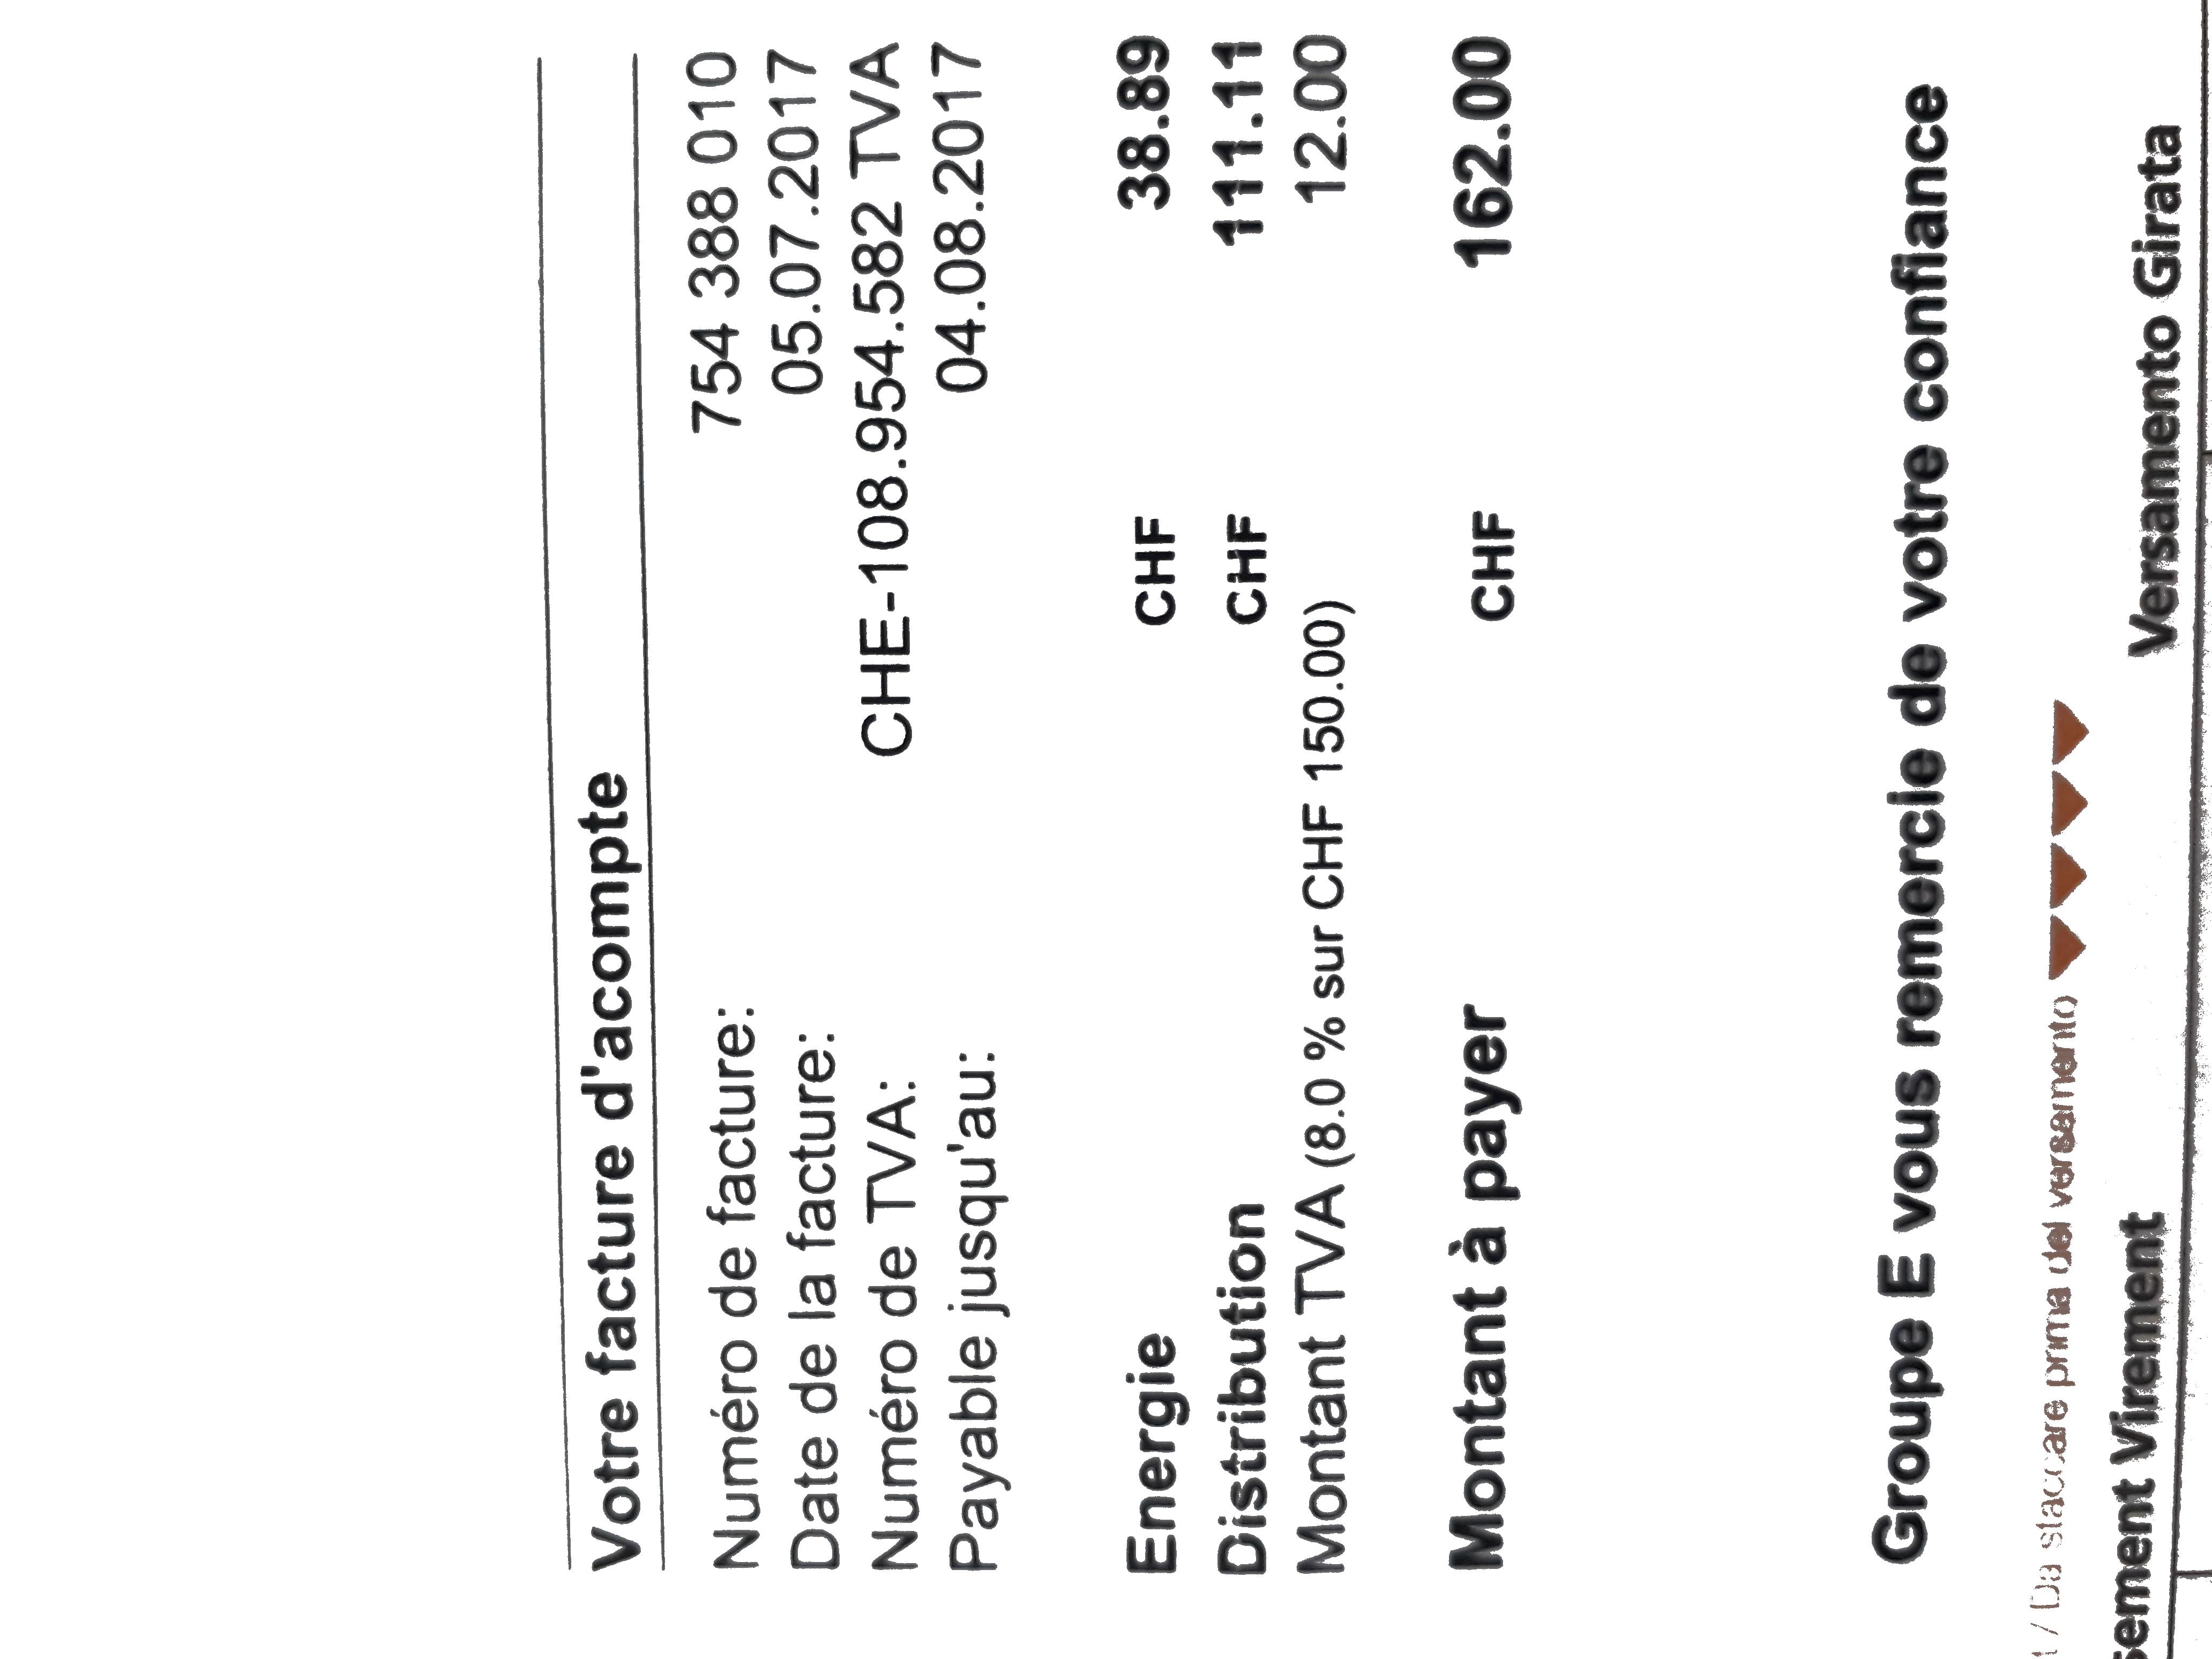 Votre facture d'acompte
Numéro de facture: 754 388 010
Date de la facture: 05.07.2017
Numéro de TVA: CHE-108.954.582 TVA
Payable jusqu'au: 04.08.2017
Energie CHF 38.89
Distribution CHF 111.11
Montant TVA (8.0 % sur CHF 150.00) 12.00
Montant à payer CHF 162.00
Groupe E vous remercie de votre confiance
/ Da staccare prima del versamento
Virement Versamento Girata